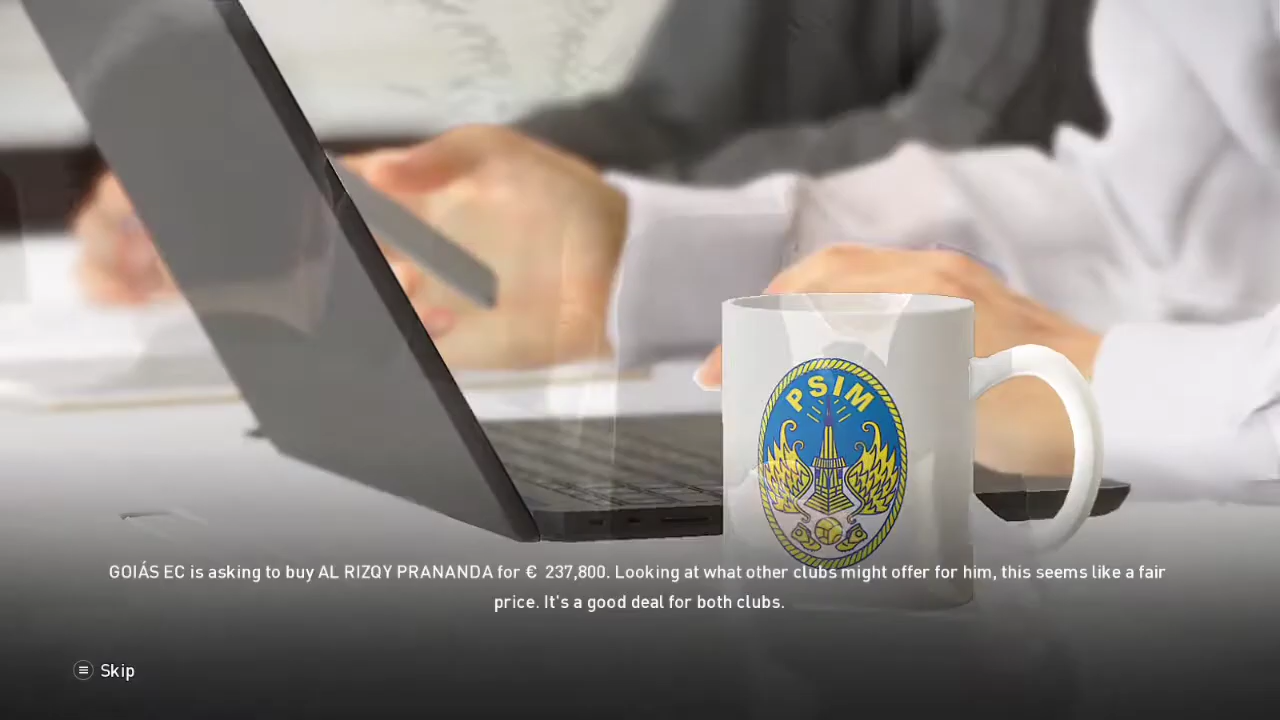 PSIM
GOIÁS EC is asking to buy AL RIZQY PRANANDA for € 237,800. Looking at what other clubs might offer for him, this seems like a fair
price. It's a good deal for both clubs.
Skip